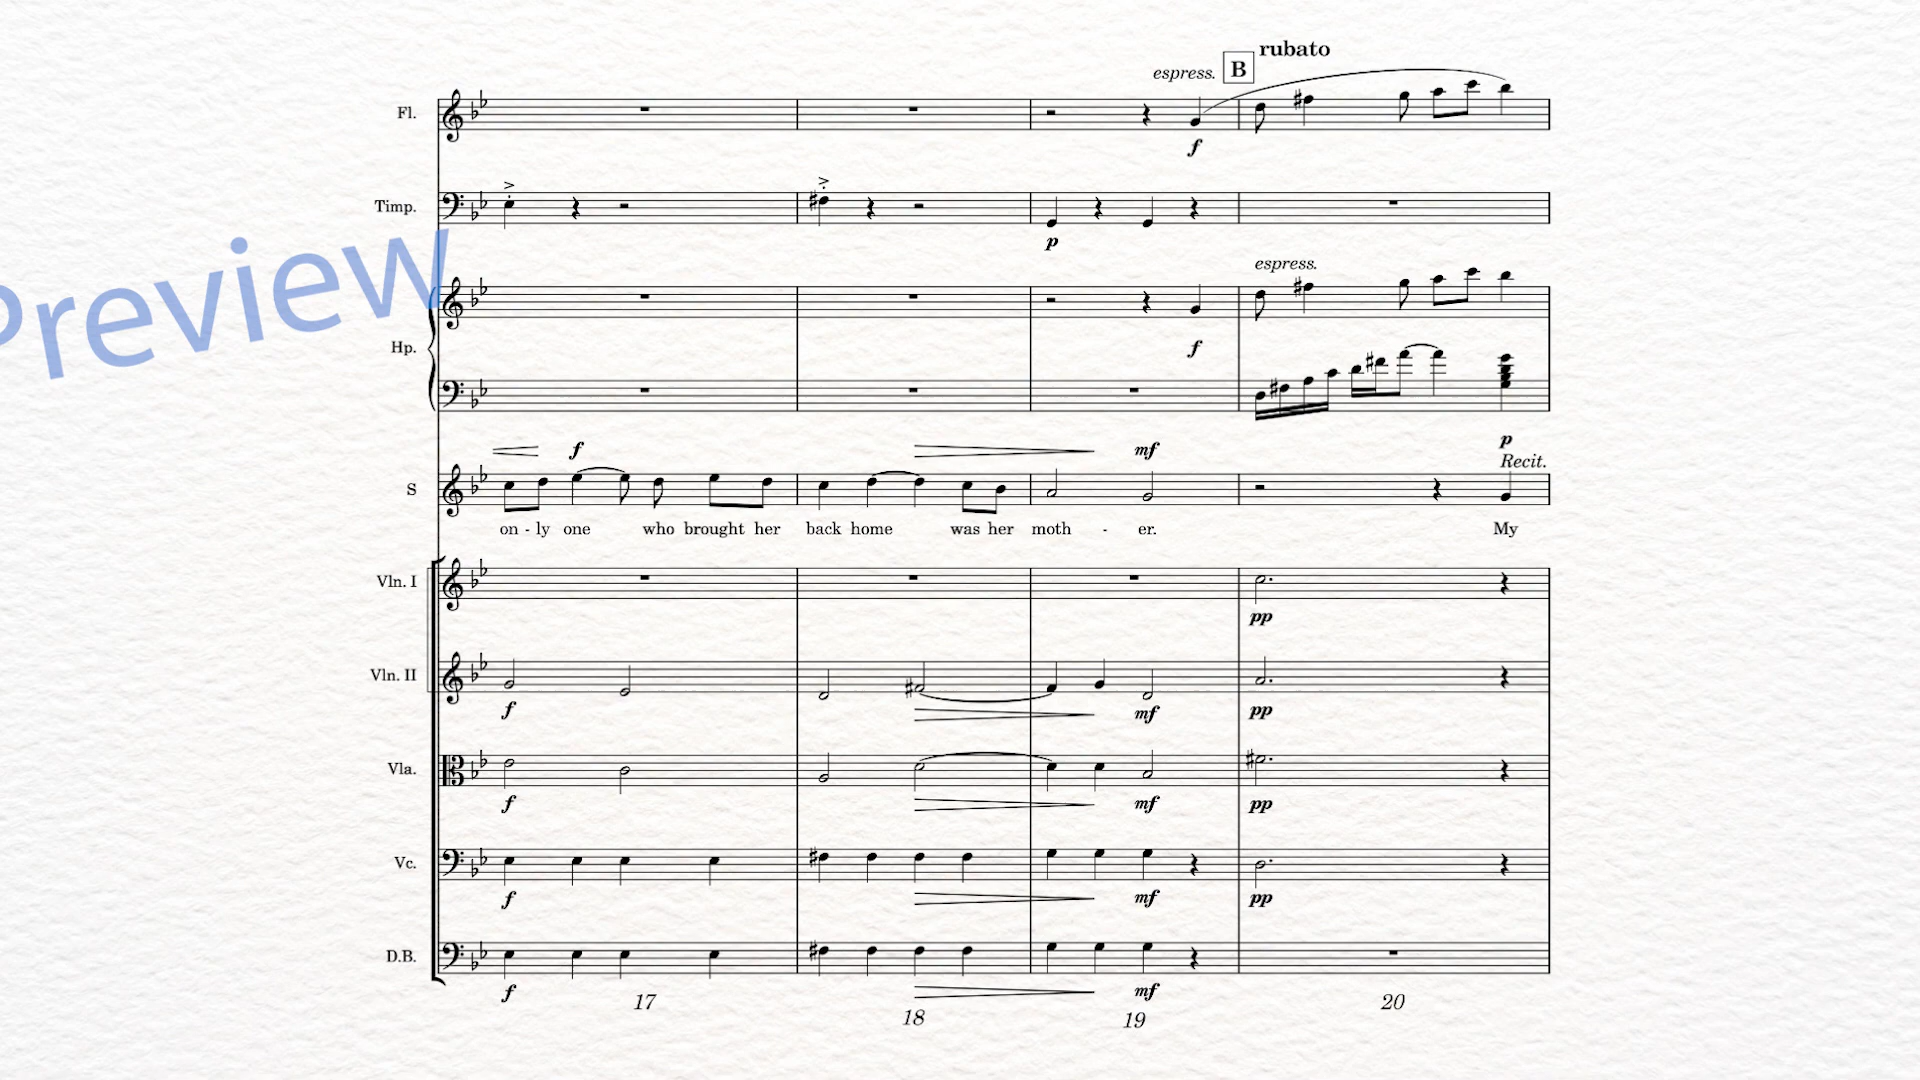 rubato
espress. B
Fl.
f
Timp.
p
Preview
espress.
Hp.
f
f mf p
Recit.
S
on - ly one who brought her back home was her moth - er. My
Vln. I
pp
Vln. II
f mf pp
Vla.
f mf pp
Vc.
f mf pp
D.B.
f mf
17 18 19 20